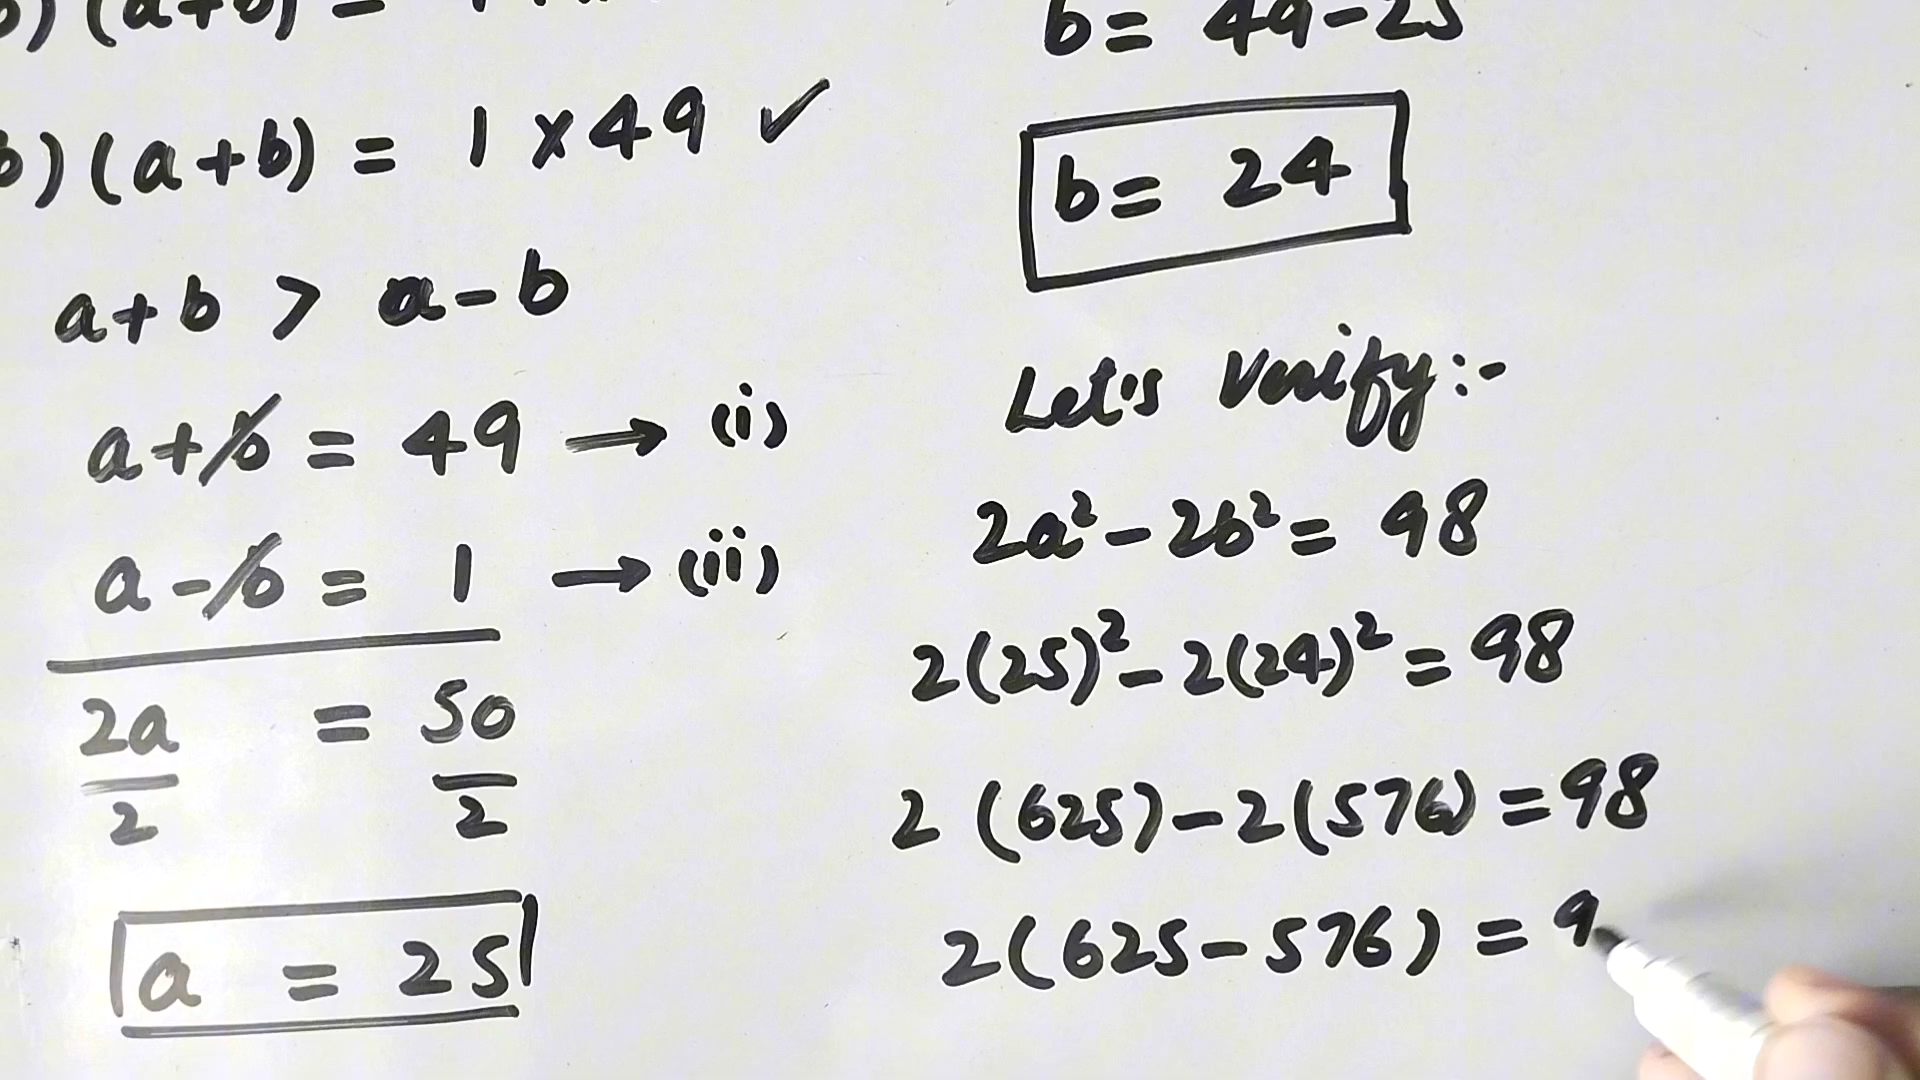 ) (a+b) =
) (a+b) = 1 × 49 ✓
a+b > a-b
a+b = 49 → (i)
a-b = 1 → (ii)
2a = 50
2 2
a = 25
b = 49-25
b = 24
Let's Verify:-
2a² - 2b² = 98
2(25)² - 2(24)² = 98
2 (625) - 2(576) = 98
2(625-576) = 9